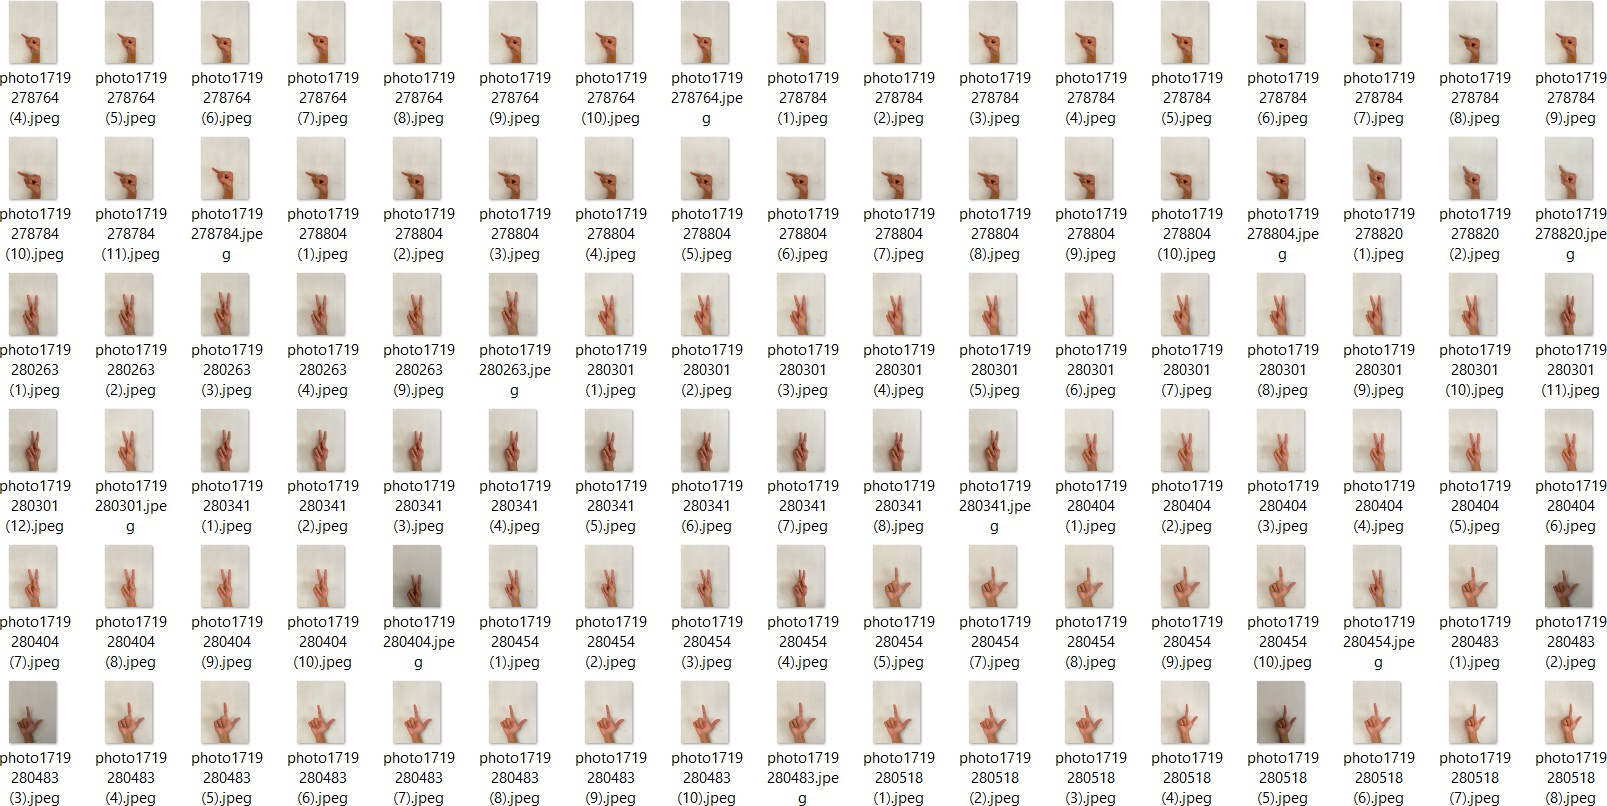 photo1719
278764
(4).jpeg
photo1719
278764
(5).jpeg
photo1719
278764
(6).jpeg
photo1719
278764
(7).jpeg
photo1719
278764
(8).jpeg
photo1719
278764
(9).jpeg
photo1719
278764
(10).jpeg
photo1719
278764.jpe
g
photo1719
278784
(1).jpeg
photo1719
278784
(2).jpeg
photo1719
278784
(3).jpeg
photo1719
278784
(4).jpeg
photo1719
278784
(5).jpeg
photo1719
278784
(6).jpeg
photo1719
278784
(7).jpeg
photo1719
278784
(8).jpeg
photo1719
278784
(9).jpeg
photo1719
278784
(10).jpeg
photo1719
278784
(11).jpeg
photo1719
278784.jpe
g
photo1719
278804
(1).jpeg
photo1719
278804
(2).jpeg
photo1719
278804
(3).jpeg
photo1719
278804
(4).jpeg
photo1719
278804
(5).jpeg
photo1719
278804
(6).jpeg
photo1719
278804
(7).jpeg
photo1719
278804
(8).jpeg
photo1719
278804
(9).jpeg
photo1719
278804
(10).jpeg
photo1719
278804.jpe
g
photo1719
278820
(1).jpeg
photo1719
278820
(2).jpeg
photo1719
278820.jpe
g
photo1719
280263
(1).jpeg
photo1719
280263
(2).jpeg
photo1719
280263
(3).jpeg
photo1719
280263
(4).jpeg
photo1719
280263
(9).jpeg
photo1719
280263.jpe
g
photo1719
280301
(1).jpeg
photo1719
280301
(2).jpeg
photo1719
280301
(3).jpeg
photo1719
280301
(4).jpeg
photo1719
280301
(5).jpeg
photo1719
280301
(6).jpeg
photo1719
280301
(7).jpeg
photo1719
280301
(8).jpeg
photo1719
280301
(9).jpeg
photo1719
280301
(10).jpeg
photo1719
280301
(11).jpeg
photo1719
280301
(12).jpeg
photo1719
280301.jpe
g
photo1719
280341
(1).jpeg
photo1719
280341
(2).jpeg
photo1719
280341
(3).jpeg
photo1719
280341
(4).jpeg
photo1719
280341
(5).jpeg
photo1719
280341
(6).jpeg
photo1719
280341
(7).jpeg
photo1719
280341
(8).jpeg
photo1719
280341.jpe
g
photo1719
280404
(1).jpeg
photo1719
280404
(2).jpeg
photo1719
280404
(3).jpeg
photo1719
280404
(4).jpeg
photo1719
280404
(5).jpeg
photo1719
280404
(6).jpeg
photo1719
280404
(7).jpeg
photo1719
280404
(8).jpeg
photo1719
280404
(9).jpeg
photo1719
280404
(10).jpeg
photo1719
280404.jpe
g
photo1719
280454
(1).jpeg
photo1719
280454
(2).jpeg
photo1719
280454
(3).jpeg
photo1719
280454
(4).jpeg
photo1719
280454
(5).jpeg
photo1719
280454
(7).jpeg
photo1719
280454
(8).jpeg
photo1719
280454
(9).jpeg
photo1719
280454
(10).jpeg
photo1719
280454.jpe
g
photo1719
280483
(1).jpeg
photo1719
280483
(2).jpeg
photo1719
280483
(3).jpeg
photo1719
280483
(4).jpeg
photo1719
280483
(5).jpeg
photo1719
280483
(6).jpeg
photo1719
280483
(7).jpeg
photo1719
280483
(8).jpeg
photo1719
280483
(9).jpeg
photo1719
280483
(10).jpeg
photo1719
280483.jpe
g
photo1719
280518
(1).jpeg
photo1719
280518
(2).jpeg
photo1719
280518
(3).jpeg
photo1719
280518
(4).jpeg
photo1719
280518
(5).jpeg
photo1719
280518
(6).jpeg
photo1719
280518
(7).jpeg
photo1719
280518
(8).jpeg